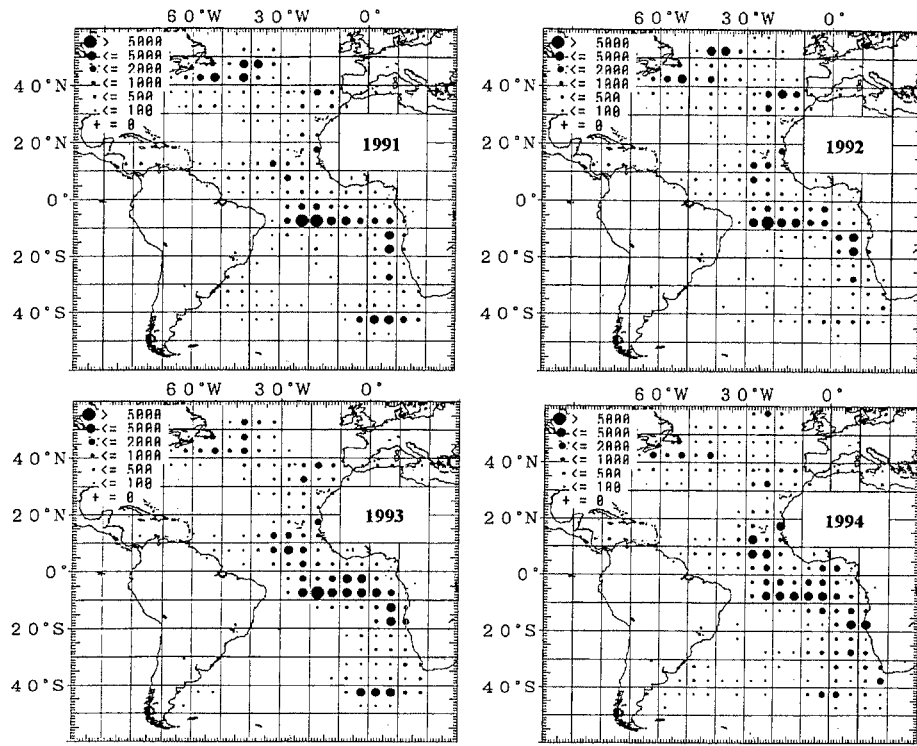 60°W 30°W 0°
60°W 30°W 0°
> 5000
<= 5000
<= 2000
<= 1000
<= 500
<= 100
+ = 0
40°N
20°N
0°
20°S
40°S
1991
> 5000
<= 5000
<= 2000
<= 1000
<= 500
<= 100
+ = 0
40°N
20°N
0°
20°S
40°S
1992
60°W 30°W 0°
60°W 30°W 0°
> 5000
<= 5000
<= 2000
<= 1000
<= 500
<= 100
+ = 0
40°N
20°N
0°
20°S
40°S
1993
> 5000
<= 5000
<= 2000
<= 1000
<= 500
<= 100
+ = 0
40°N
20°N
0°
20°S
40°S
1994